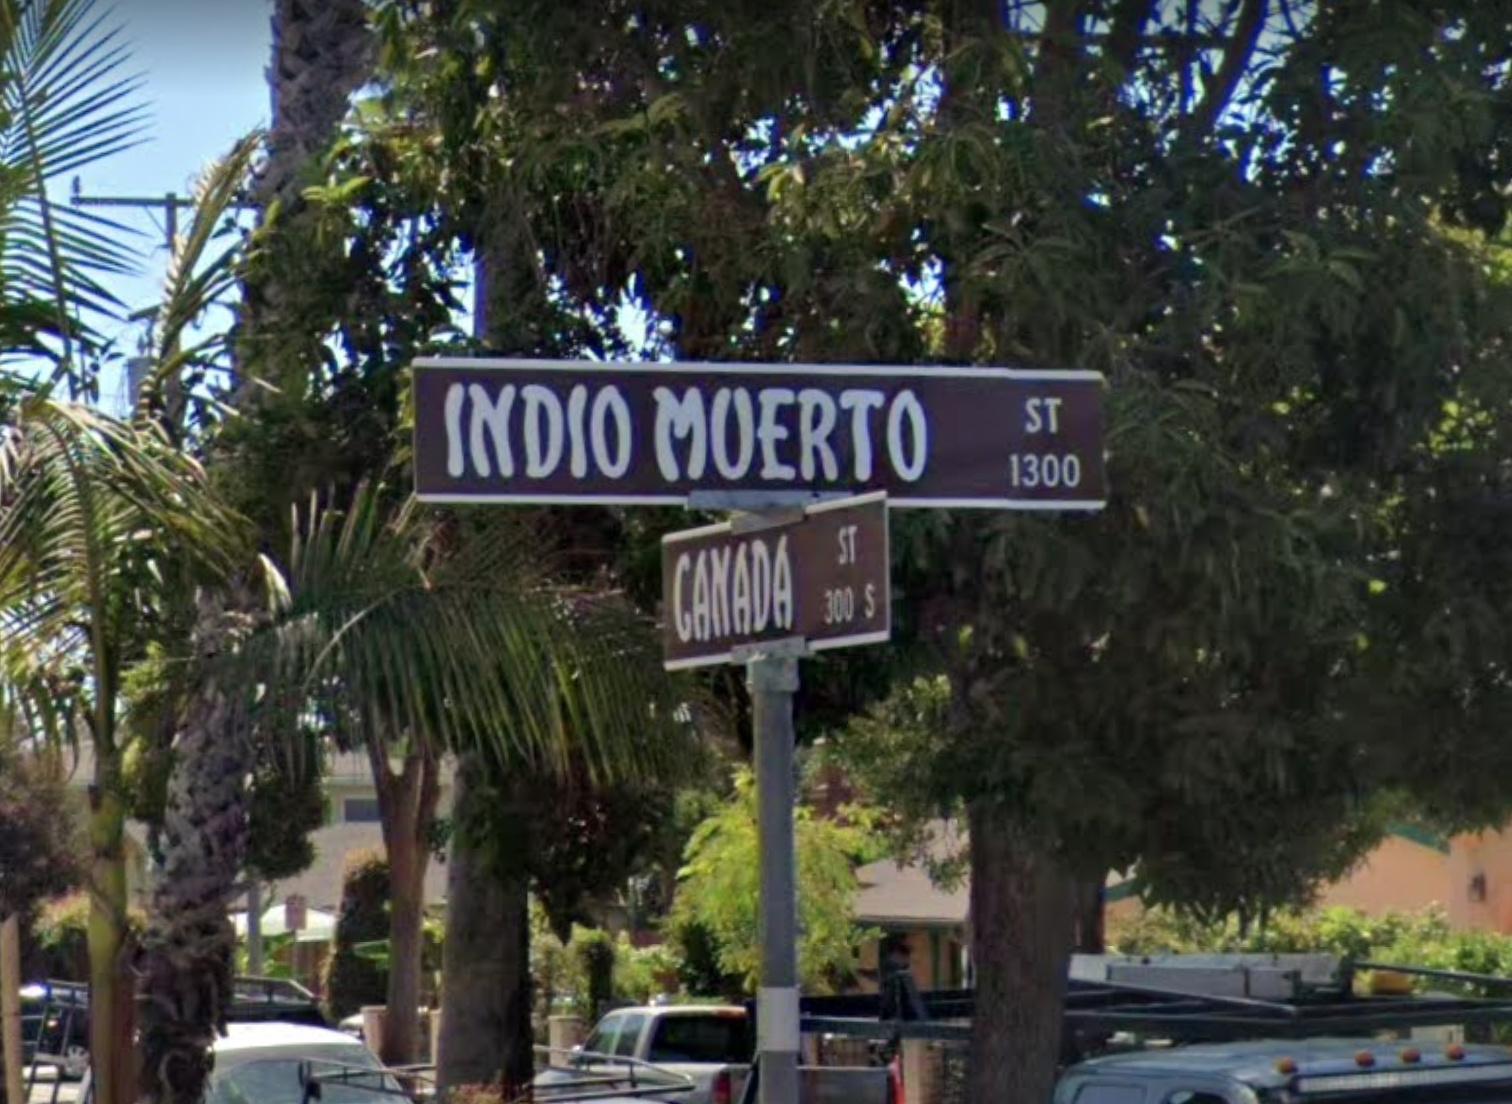 INDIO MUERTO ST
1300
CANADA ST
300 S